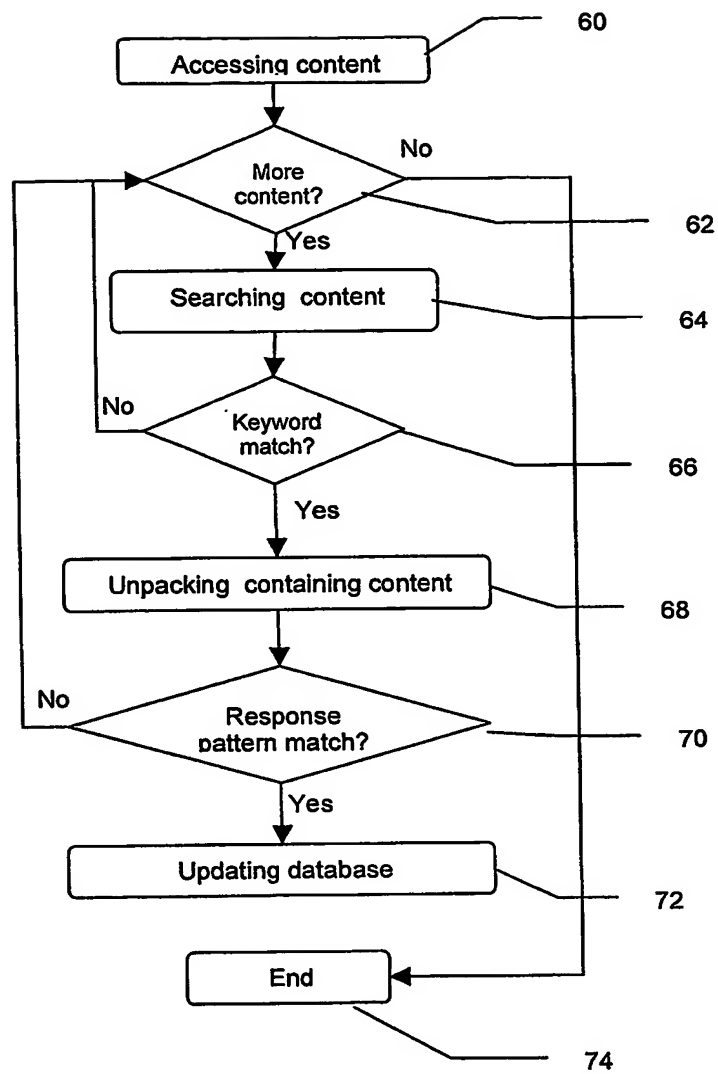 60
Accessing content
No
More
content?
62
Yes
Searching content
64
No
Keyword
match?
66
Yes
Unpacking containing content
68
No
Response
pattern match?
70
Yes
Updating database
72
End
74